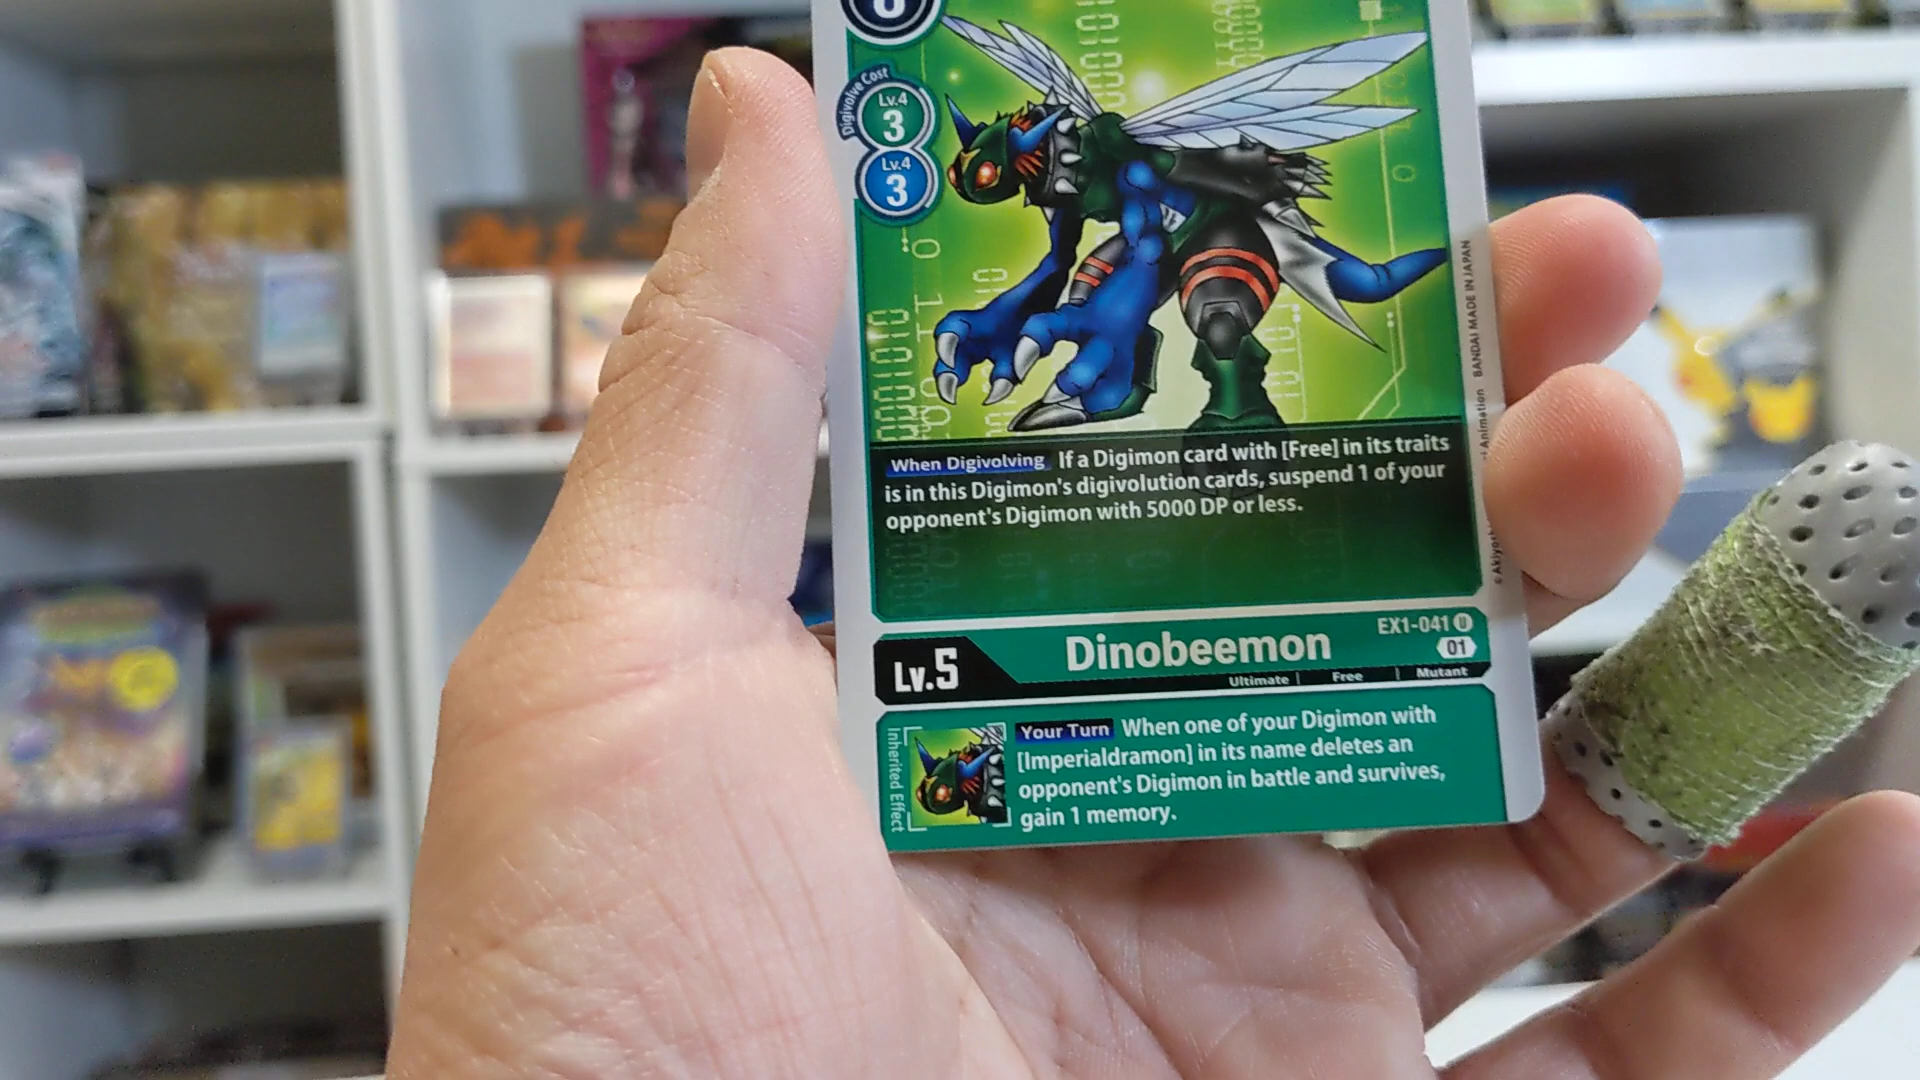 Digivolve Cost
Lv.4
3
Lv.4
3
When Digivolving If a Digimon card with [Free] in its traits
is in this Digimon's digivolution cards, suspend 1 of your
opponent's Digimon with 5000 DP or less.
Animation BANDAI MADE IN JAPAN
EX1-041 U
Lv.5
Dinobeemon
01
Ultimate | Free | Mutant
Inherited Effect
Your Turn When one of your Digimon with
[Imperialdramon] in its name deletes an
opponent's Digimon in battle and survives,
gain 1 memory.